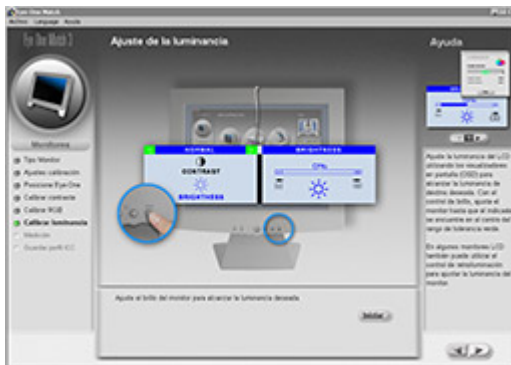 Eye-One Match
Archivo Language Ayuda
Eye One Match 3
Ajuste de la luminancia
Ayuda
NORMAL
CONTRAST
BRIGHTNESS
BRIGHTNESS
Monitores
Tipo Monitor
Ajustes calibración
Posicione Eye-One
Calibrar contraste
Calibrar RGB
Calibrar luminancia
Medición
Guardar perfil ICC
Ajuste la luminancia del LCD
utilizando los visualizadores
en pantalla (OSD) para
alcanzar la luminancia de
destino deseada. Con el
control de brillo, ajuste el
monitor hasta que el indicador
se encuentre en el centro del
rango de tolerancia verde.
En algunos monitores LCD
también puede utilizar el
control de retroiluminación
para ajustar la luminancia del
monitor.
Ajuste el brillo del monitor para alcanzar la luminancia deseada.
Iniciar